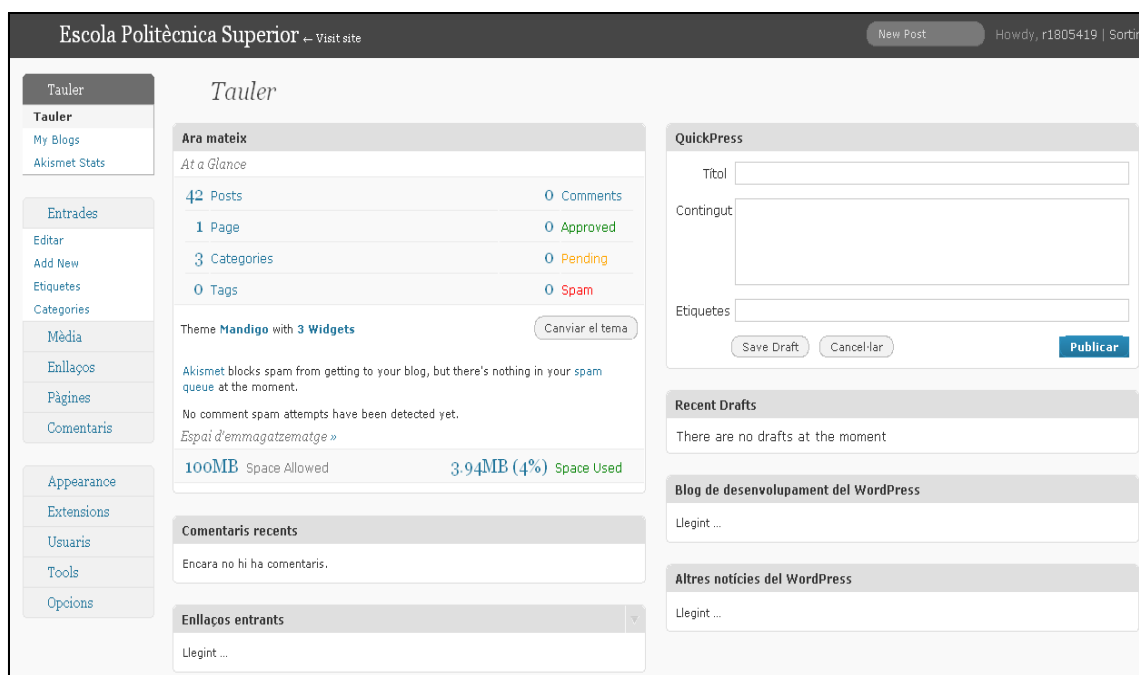 Escola Politècnica Superior ← Visit site
New Post
Howdy, r1805419 | Sortir
Tauler
Tauler
My Blogs
Akismet Stats
Entrades
Editar
Add New
Etiquetes
Categories
Mèdia
Enllaços
Pàgines
Comentaris
Appearance
Extensions
Usuaris
Tools
Opcions
Tauler
Ara mateix
At a Glance
42 Posts 0 Comments
1 Page 0 Approved
3 Categories 0 Pending
0 Tags 0 Spam
Theme Mandigo with 3 Widgets Canviar el tema
Akismet blocks spam from getting to your blog, but there's nothing in your spam
queue at the moment.
No comment spam attempts have been detected yet.
Espai d'emmagatzematge »
100MB Space Allowed 3.94MB (4%) Space Used
Comentaris recents
Encara no hi ha comentaris.
Enllaços entrants
Llegint ...
QuickPress
Títol
Contingut
Etiquetes
Save Draft Cancel·lar Publicar
Recent Drafts
There are no drafts at the moment
Blog de desenvolupament del WordPress
Llegint ...
Altres notícies del WordPress
Llegint ...